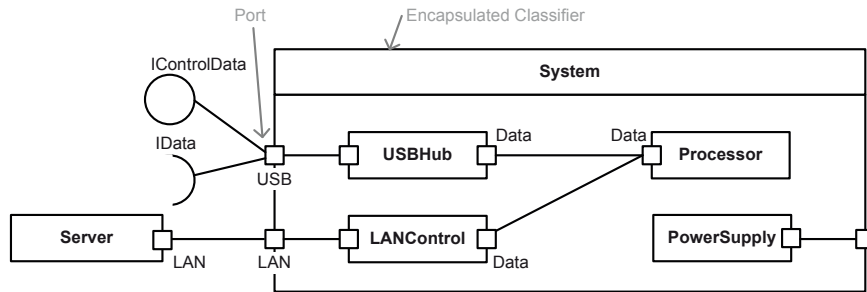 Port
Encapsulated Classifier
IControlData
System
IData
Data
Data
USBHub
Processor
USB
Server
LANControl
PowerSupply
LAN
LAN
Data